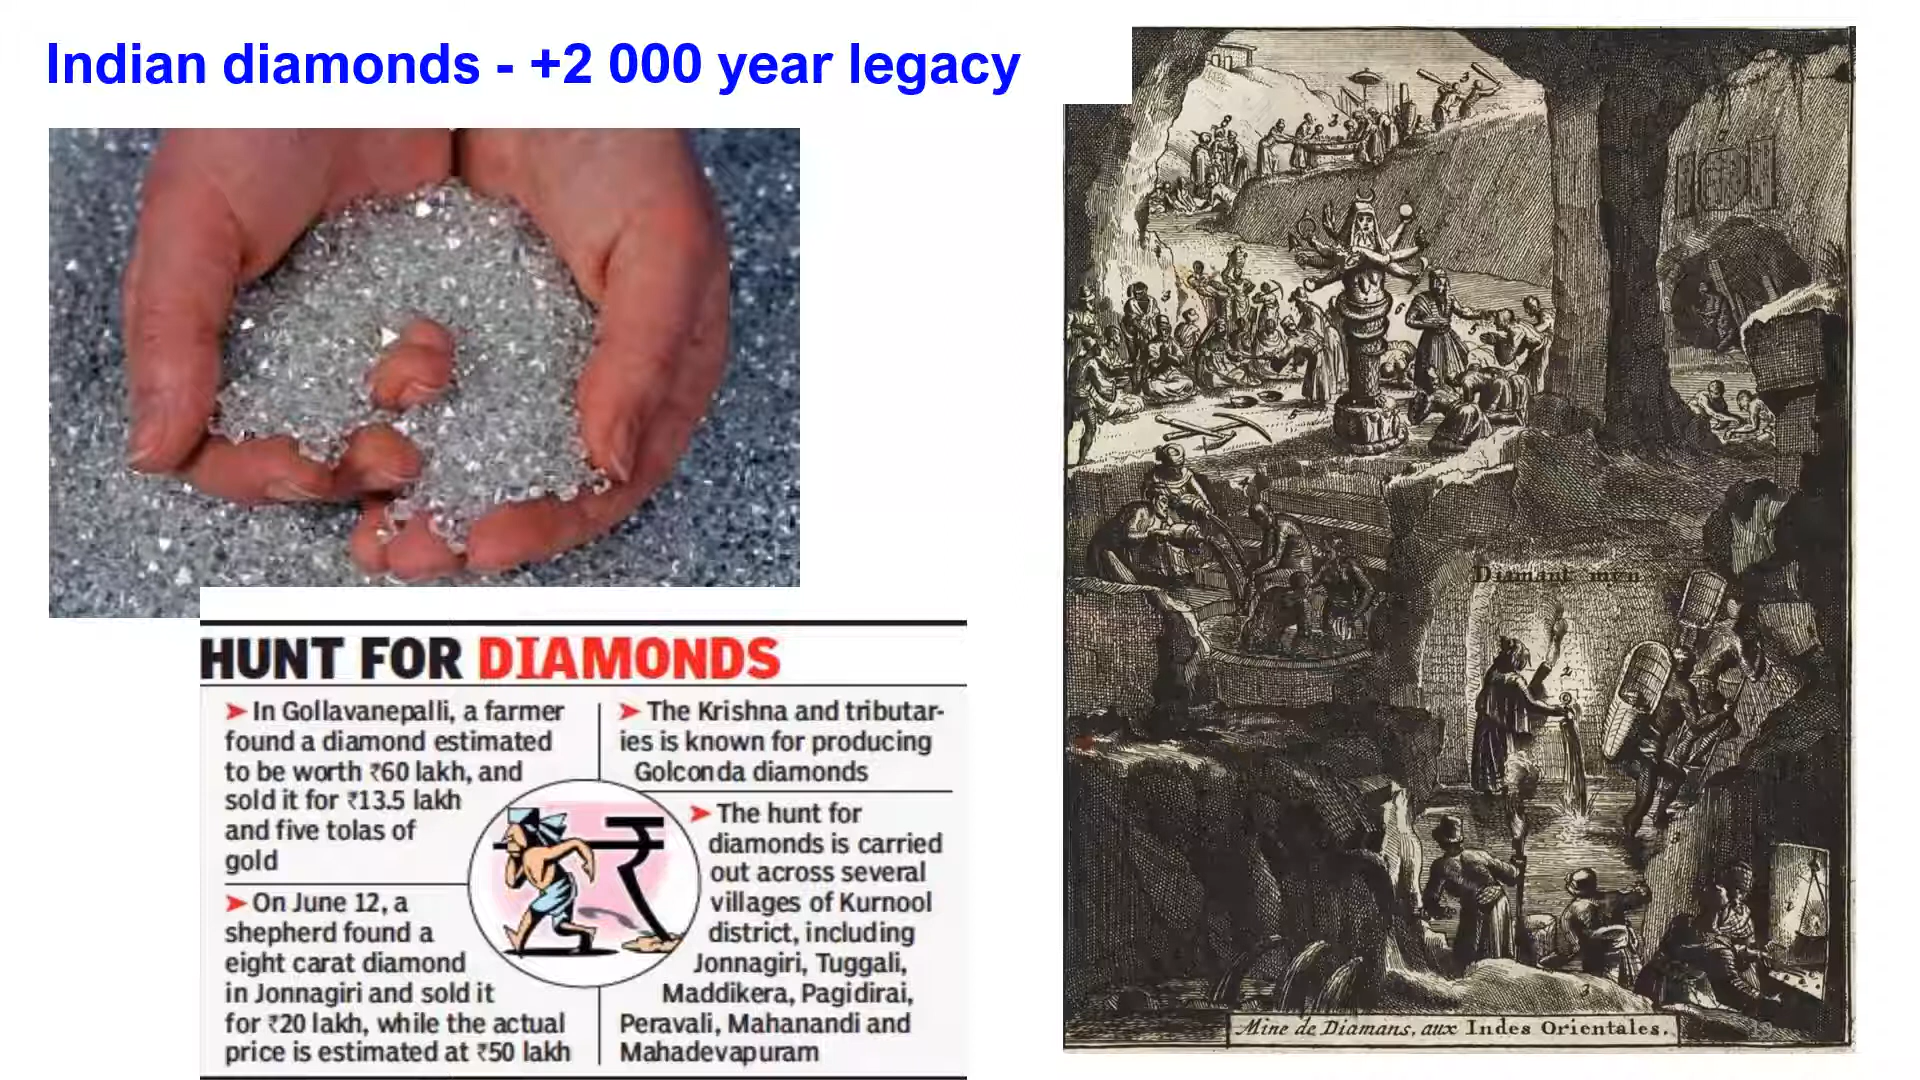 Indian diamonds - +2 000 year legacy
HUNT FOR DIAMONDS
➤ In Gollavanepalli, a farmer
found a diamond estimated
to be worth ₹60 lakh, and
sold it for ₹13.5 lakh
and five tolas of
gold
➤ On June 12, a
shepherd found a
eight carat diamond
in Jonnagiri and sold it
for ₹20 lakh, while the actual
price is estimated at ₹50 lakh
➤ The Krishna and tributar-
ies is known for producing
Golconda diamonds
➤ The hunt for
diamonds is carried
out across several
villages of Kurnool
district, including
Jonnagiri, Tuggali,
Maddikera, Pagidirai,
Peravali, Mahanandi and
Mahadevapuram
Diamant myn
Mine de Diamans, aux Indes Orientales.